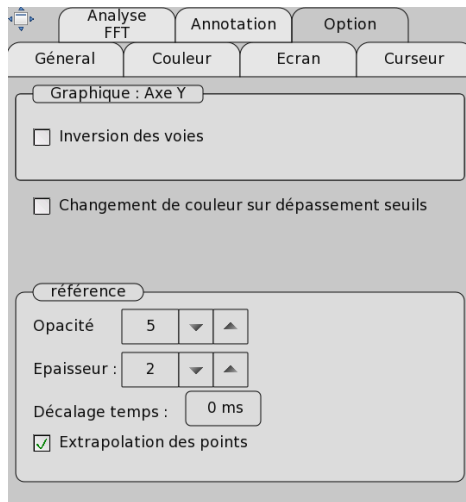 Analyse
FFT
Annotation
Option
Géneral
Couleur
Ecran
Curseur
Graphique : Axe Y
Inversion des voies
Changement de couleur sur dépassement seuils
référence
Opacité
5
Epaisseur :
2
Décalage temps :
0 ms
Extrapolation des points